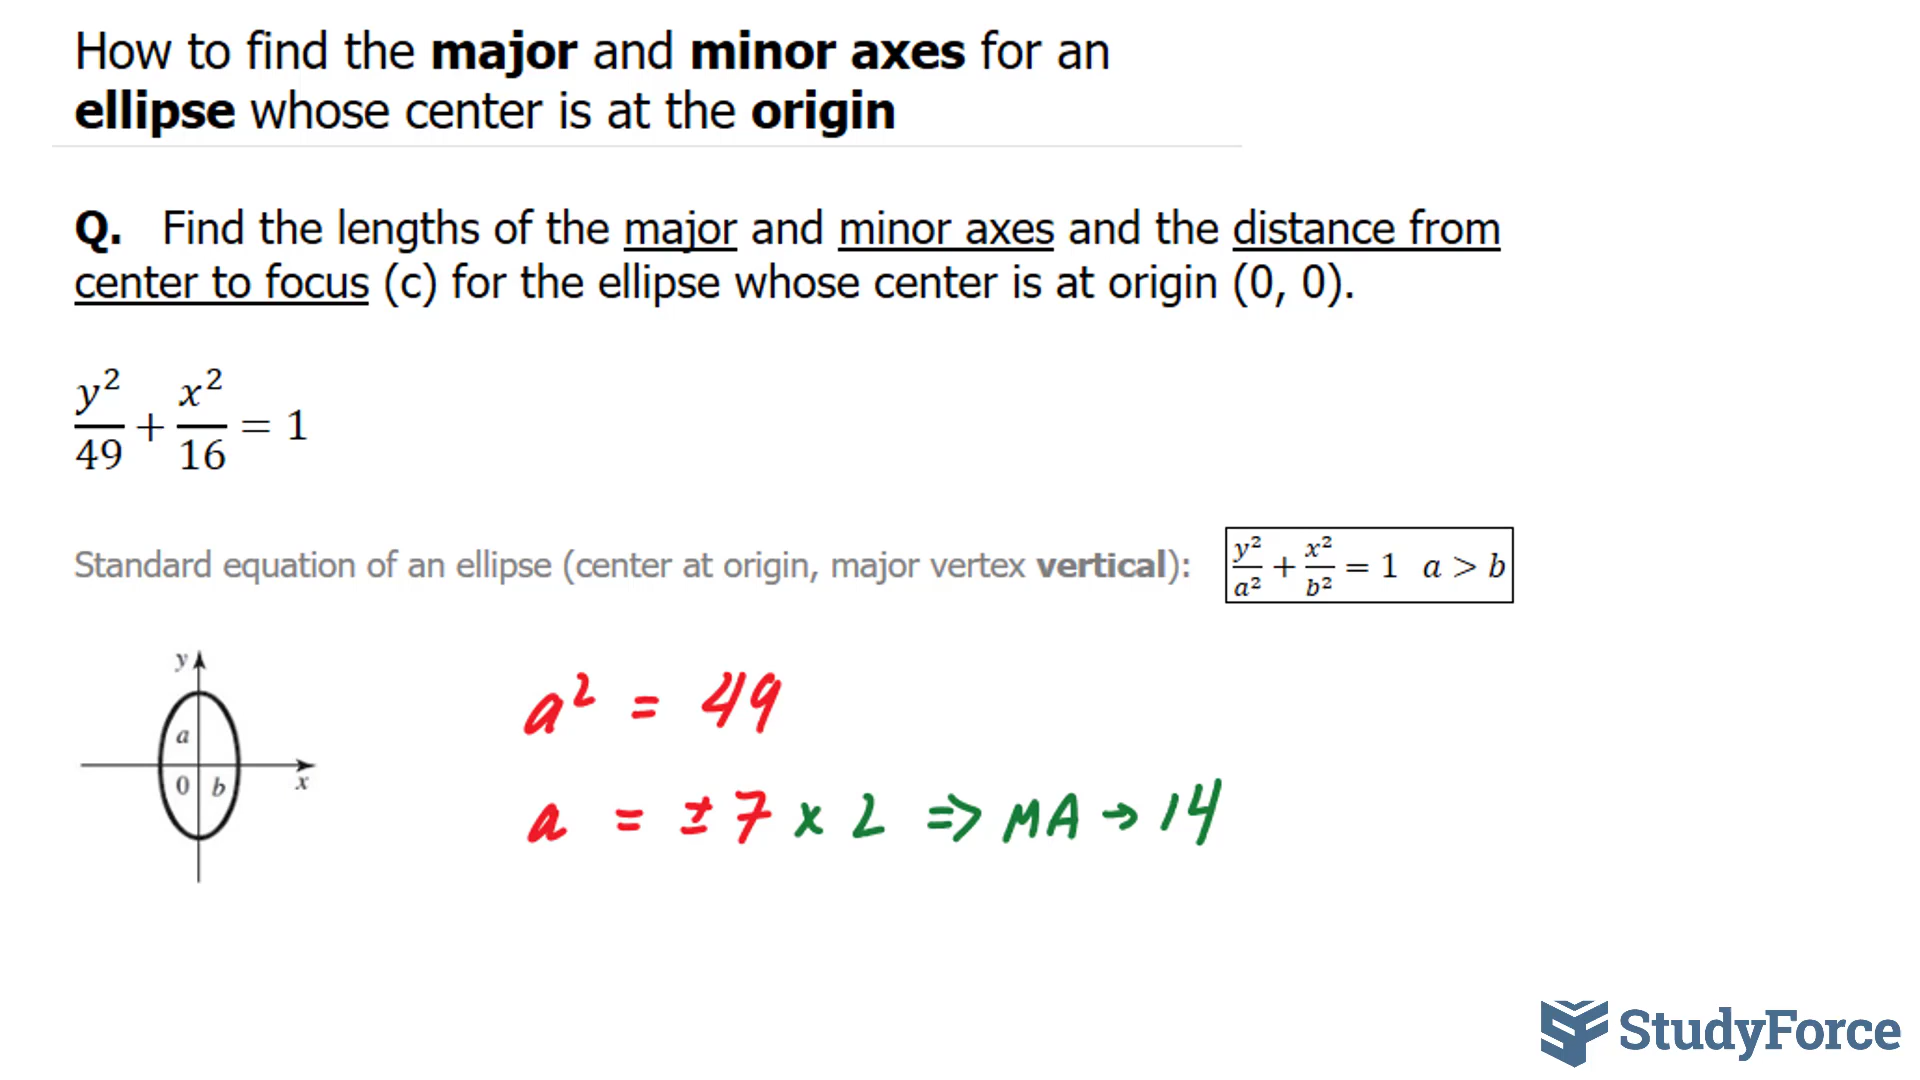 How to find the major and minor axes for an
ellipse whose center is at the origin
Q. Find the lengths of the major and minor axes and the distance from
center to focus (c) for the ellipse whose center is at origin (0, 0).
y²/49 + x²/16 = 1
Standard equation of an ellipse (center at origin, major vertex vertical): y²/a² + x²/b² = 1 a > b
y
a
0 b x
a² = 49
a = ± 7 x 2 => MA → 14
StudyForce